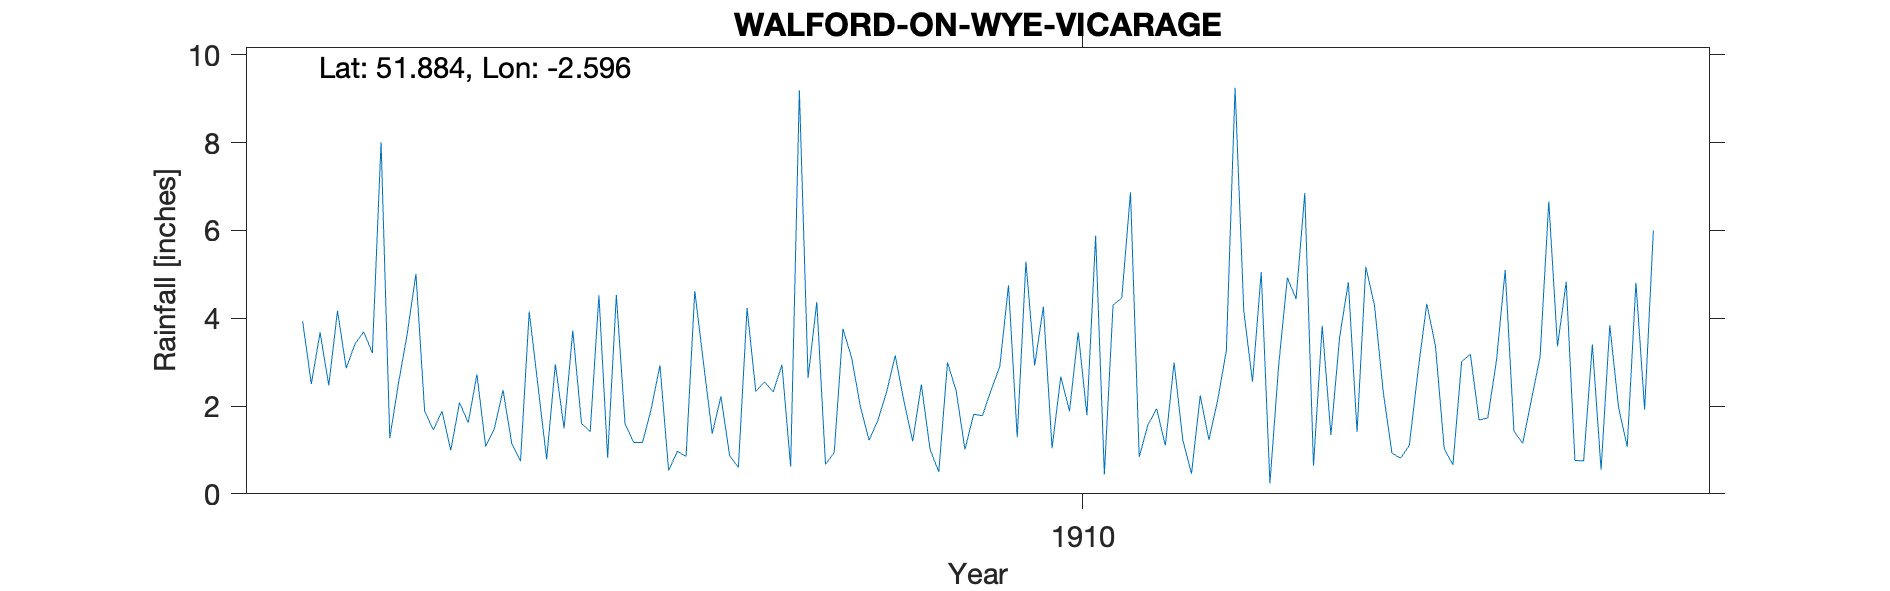 WALFORD-ON-WYE-VICARAGE
Lat: 51.884, Lon: -2.596
10
8
6
4
2
0
Rainfall [inches]
1910
Year